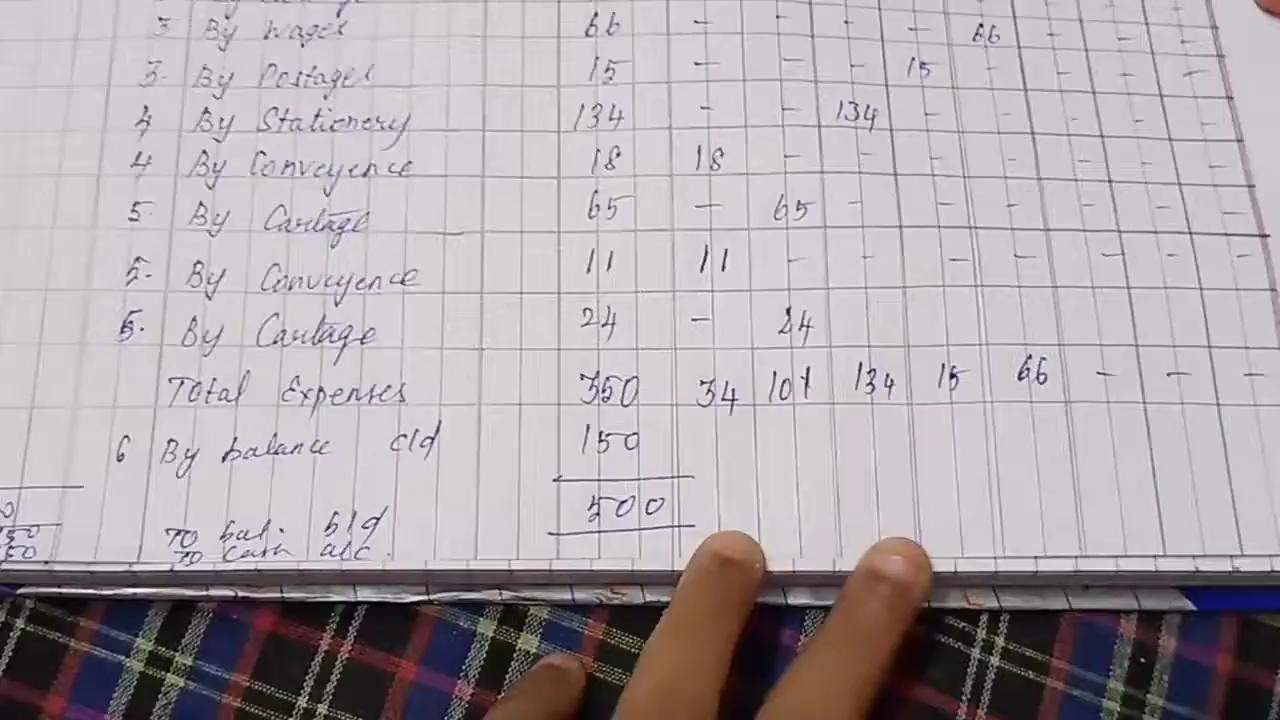 3 By Wages 66 - - - - 66 - - -
3. By Postages 15 - - - 15 - - - -
4 By Stationery 134 - - 134 - - - - -
4 By Conveyence 18 18 - - - - - - -
5. By Cartage 65 - 65 - - - - - -
5. By Conveyence 11 11 - - - - - - -
5. By Cartage 24 - 24
Total Expenses 350 34 101 134 15 66 - - -
6 By balance c/d 150
500
To bal. b/d
To Cash a/c.